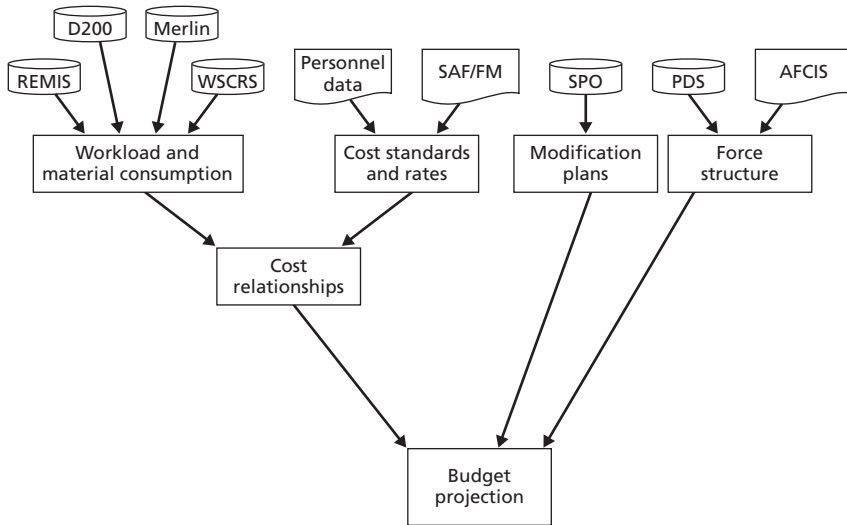 D200
Merlin
REMIS
WSCRS
Personnel
data
SAF/FM
SPO
PDS
AFCIS
Workload and
material consumption
Cost standards
and rates
Modification
plans
Force
structure
Cost
relationships
Budget
projection